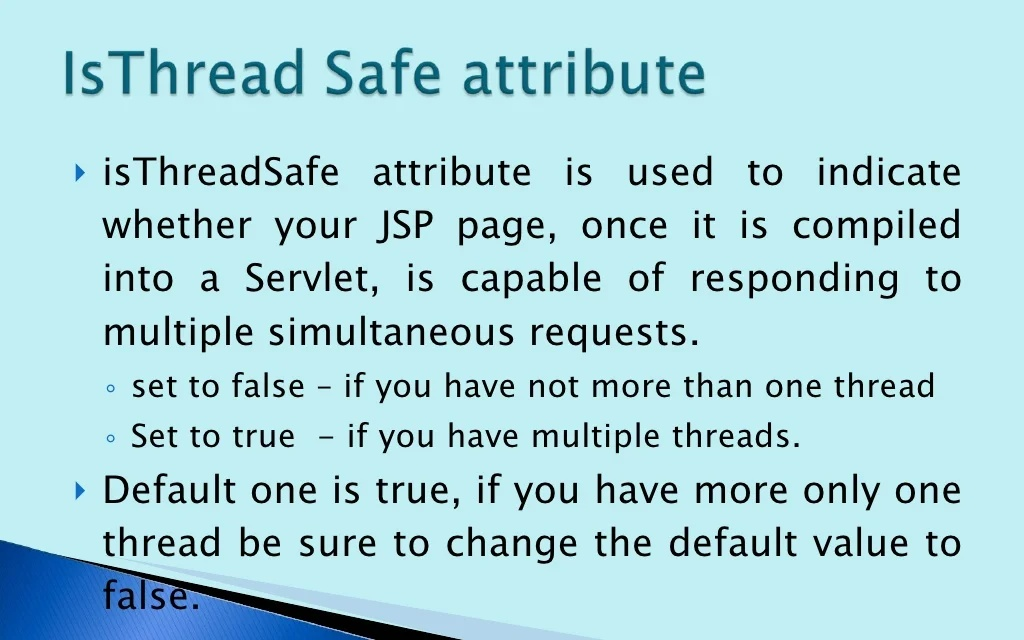 IsThread Safe attribute
isThreadSafe attribute is used to indicate
whether your JSP page, once it is compiled
into a Servlet, is capable of responding to
multiple simultaneous requests.
set to false – if you have not more than one thread
Set to true – if you have multiple threads.
Default one is true, if you have more only one
thread be sure to change the default value to
false.